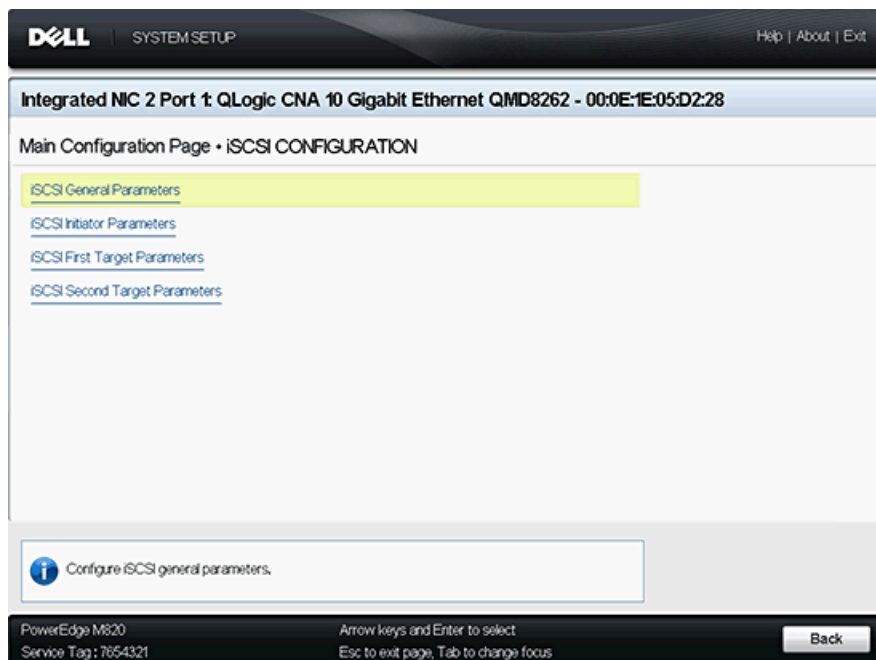 DELL SYSTEM SETUP Help | About | Exit
Integrated NIC 2 Port 1: QLogic CNA 10 Gigabit Ethernet QMD8262 - 00:0E:1E:05:D2:28
Main Configuration Page • iSCSI CONFIGURATION
iSCSI General Parameters
iSCSI Initiator Parameters
iSCSI First Target Parameters
iSCSI Second Target Parameters
Configure iSCSI general parameters.
PowerEdge M820 Arrow keys and Enter to select
Service Tag : 7654321 Esc to exit page, Tab to change focus
Back